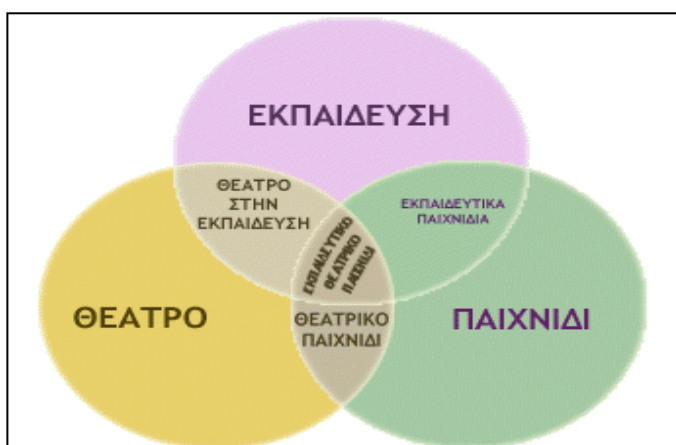 ΕΚΠΑΙΔΕΥΣΗ
ΘΕΑΤΡΟ
ΣΤΗΝ
ΕΚΠΑΙΔΕΥΣΗ
ΕΚΠΑΙΔΕΥΤΙΚΑ
ΠΑΙΧΝΙΔΙΑ
ΕΚΠΑΙΔΕΥΤΙΚΟ
ΘΕΑΤΡΙΚΟ
ΠΑΙΧΝΙΔΙ
ΘΕΑΤΡΟ
ΘΕΑΤΡΙΚΟ
ΠΑΙΧΝΙΔΙ
ΠΑΙΧΝΙΔΙ